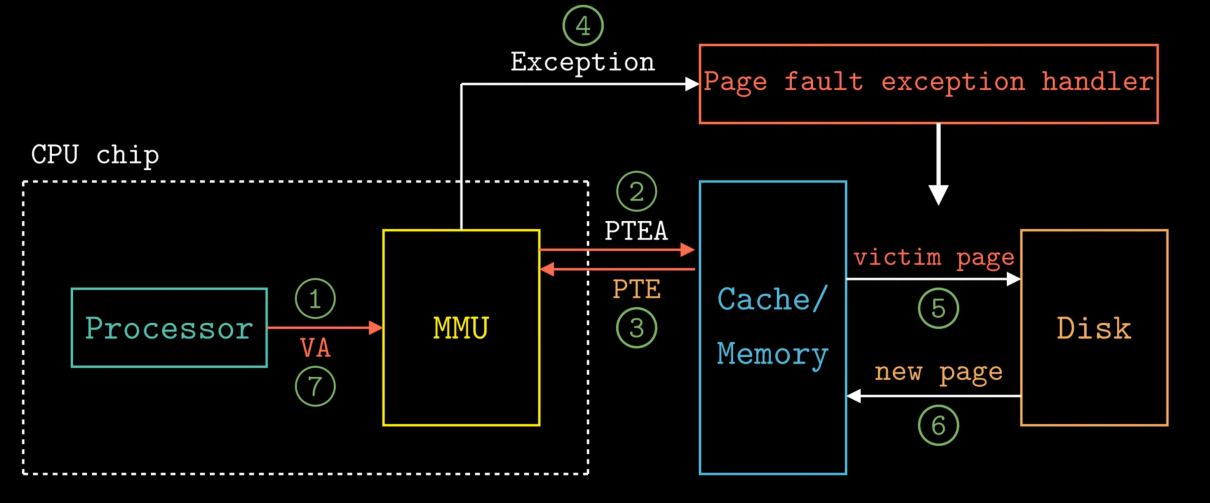 ④
Exception
Page fault exception handler
CPU chip
②
PTEA
victim page
①
PTE
⑤
Processor
MMU
Cache/
Memory
Disk
VA
③
⑦
new page
⑥